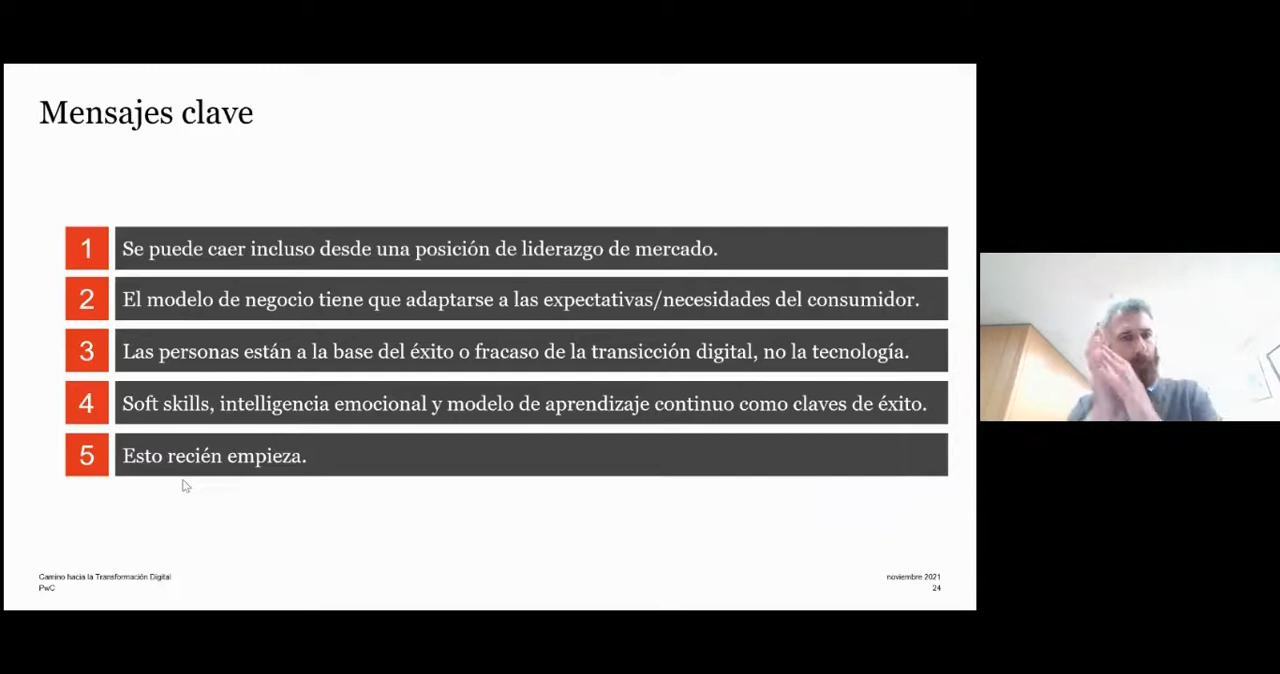 Mensajes clave
1 Se puede caer incluso desde una posición de liderazgo de mercado.
2 El modelo de negocio tiene que adaptarse a las expectativas/necesidades del consumidor.
3 Las personas están a la base del éxito o fracaso de la transicción digital, no la tecnología.
4 Soft skills, intelligencia emocional y modelo de aprendizaje continuo como claves de éxito.
5 Esto recién empieza.
Camino hacia la Transformación Digital
PwC
noviembre 2021
24